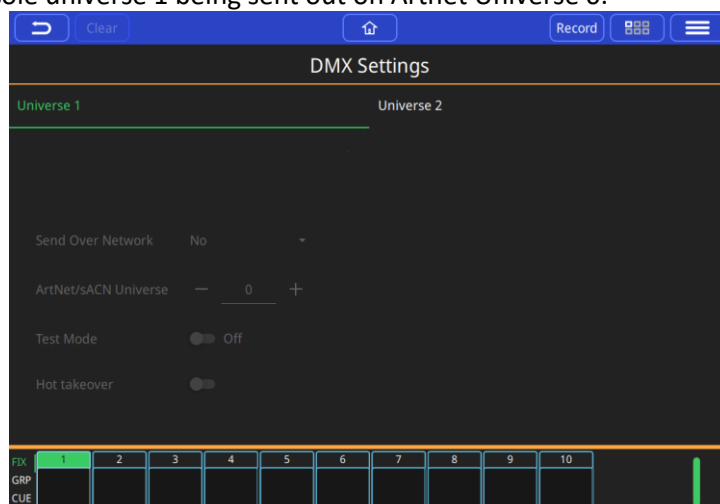 ole universe 1 being sent out on Artnet Universe 0.
Clear Record
DMX Settings
Universe 1 Universe 2
Send Over Network No
ArtNet/sACN Universe — 0 +
Test Mode Off
Hot takeover
FIX 1 2 3 4 5 6 7 8 9 10
GRP
CUE